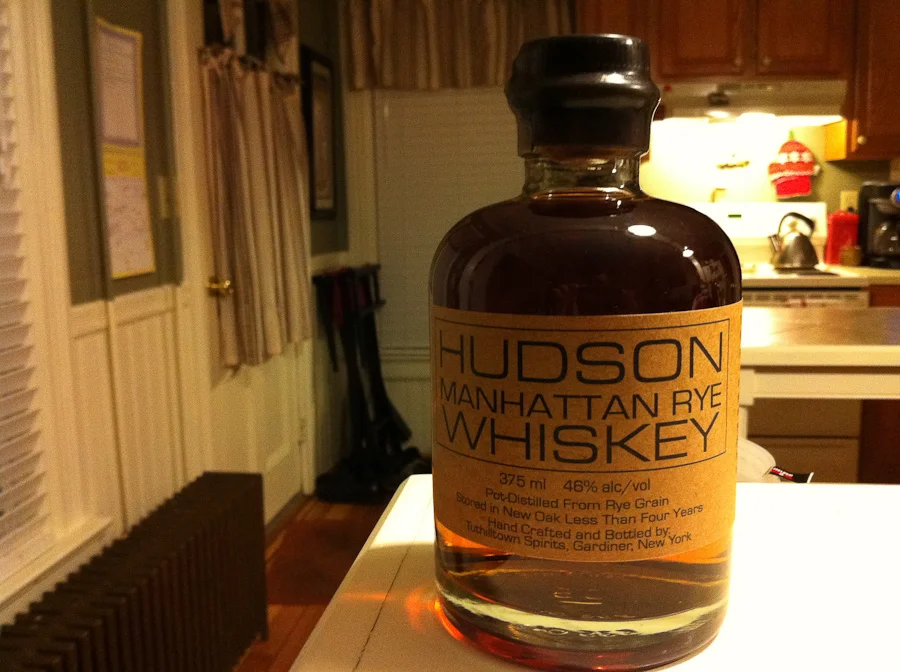 HUDSON
MANHATTAN RYE
WHISKEY
375 ml 46% alc/vol
Pot-Distilled From Rye Grain
Stored in New Oak Less Than Four Years
Hand Crafted and Bottled by:
Tuthilltown Spirits, Gardiner, New York